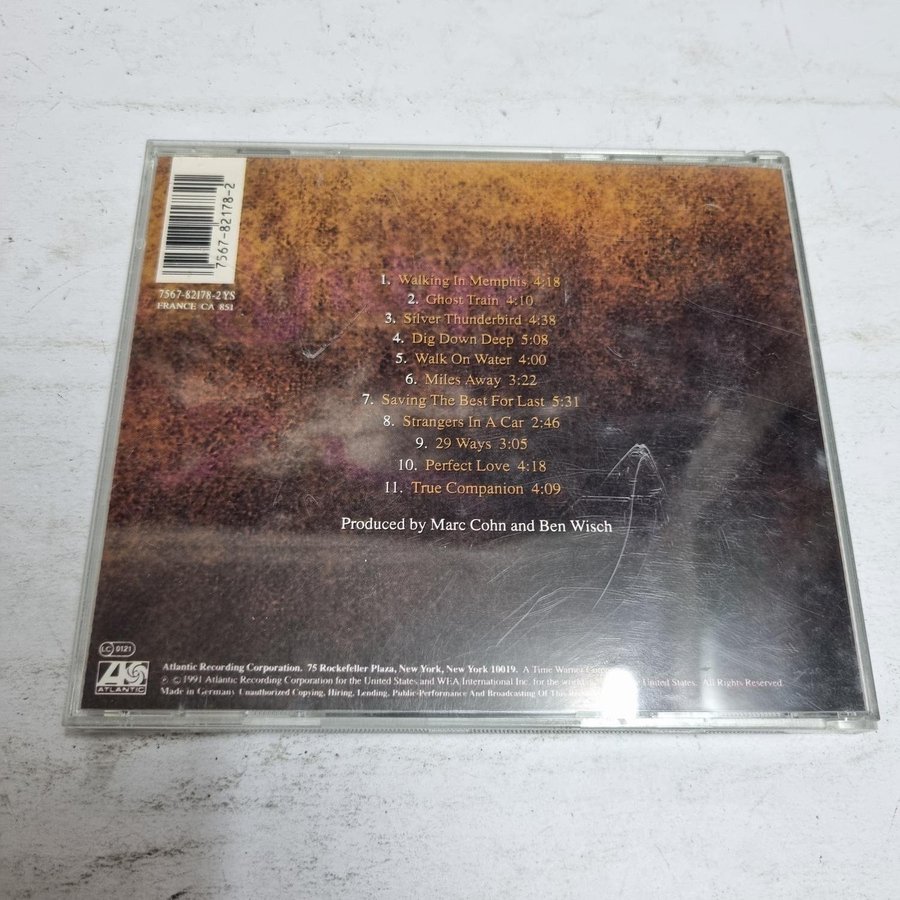 7567-82178-2
7567-82178-2 YS
FRANCE CA 851
1. Walking In Memphis 4:18
2. Ghost Train 4:10
3. Silver Thunderbird 4:38
4. Dig Down Deep 5:08
5. Walk On Water 4:00
6. Miles Away 3:22
7. Saving The Best For Last 5:31
8. Strangers In A Car 2:46
9. 29 Ways 3:05
10. Perfect Love 4:18
11. True Companion 4:09
Produced by Marc Cohn and Ben Wisch
LC 0121
ATLANTIC
Atlantic Recording Corporation. 75 Rockefeller Plaza, New York, New York 10019. A Time Warner
℗ © 1991 Atlantic Recording Corporation for the United States and WEA International Inc. for the United States. All Rights Reserved.
Made in Germany Unauthorized Copying, Hiring, Lending, Public Performance And Broadcasting Of This